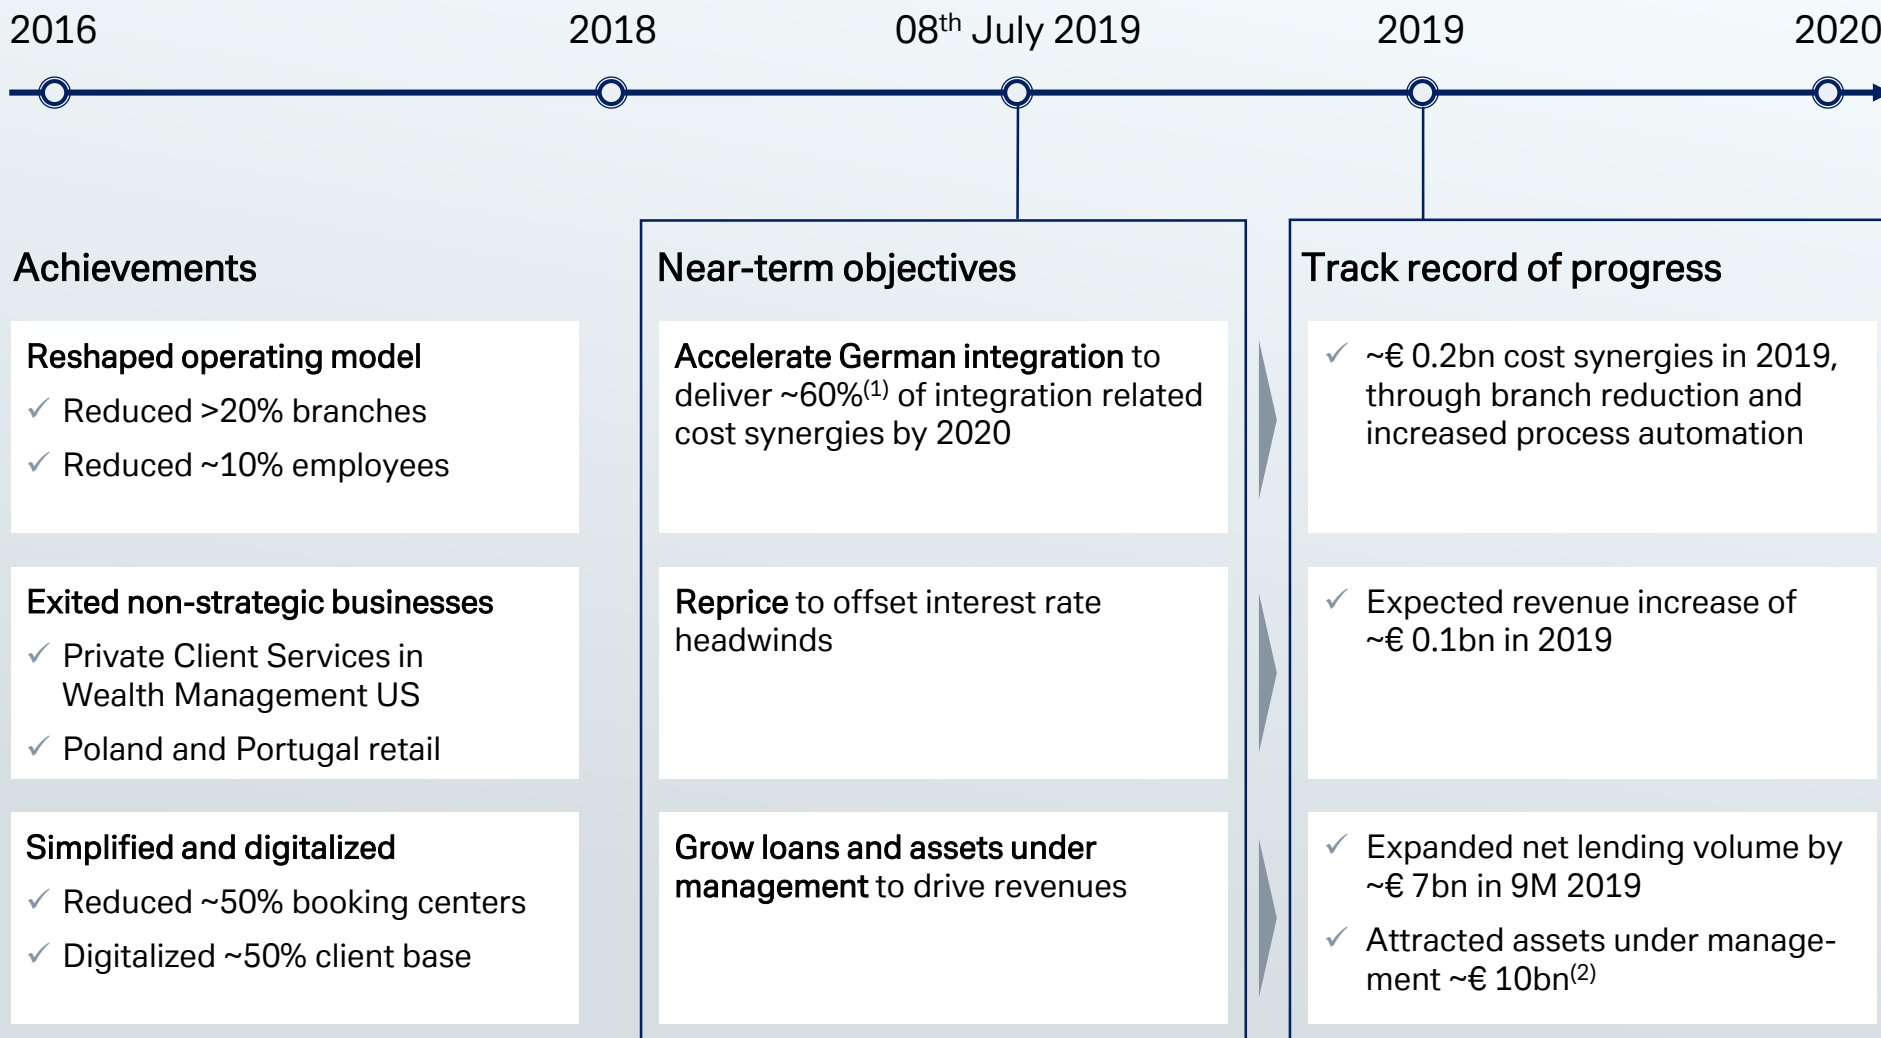 2016
2018
08th July 2019
2019
2020
Achievements
Reshaped operating model
✓ Reduced >20% branches
✓ Reduced ~10% employees
Exited non-strategic businesses
✓ Private Client Services in
Wealth Management US
✓ Poland and Portugal retail
Simplified and digitalized
✓ Reduced ~50% booking centers
✓ Digitalized ~50% client base
Near-term objectives
Accelerate German integration to
deliver ~60%(1) of integration related
cost synergies by 2020
Reprice to offset interest rate
headwinds
Grow loans and assets under
management to drive revenues
Track record of progress
✓ ~€ 0.2bn cost synergies in 2019,
through branch reduction and
increased process automation
✓ Expected revenue increase of
~€ 0.1bn in 2019
✓ Expanded net lending volume by
~€ 7bn in 9M 2019
✓ Attracted assets under manage-
ment ~€ 10bn(2)